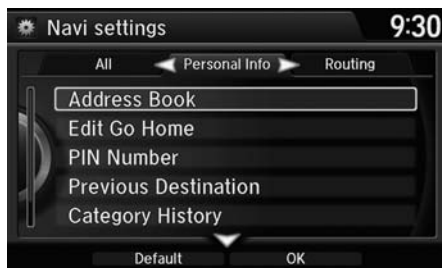 Navi settings 9:30
All Personal Info Routing
Address Book
Edit Go Home
PIN Number
Previous Destination
Category History
Default OK